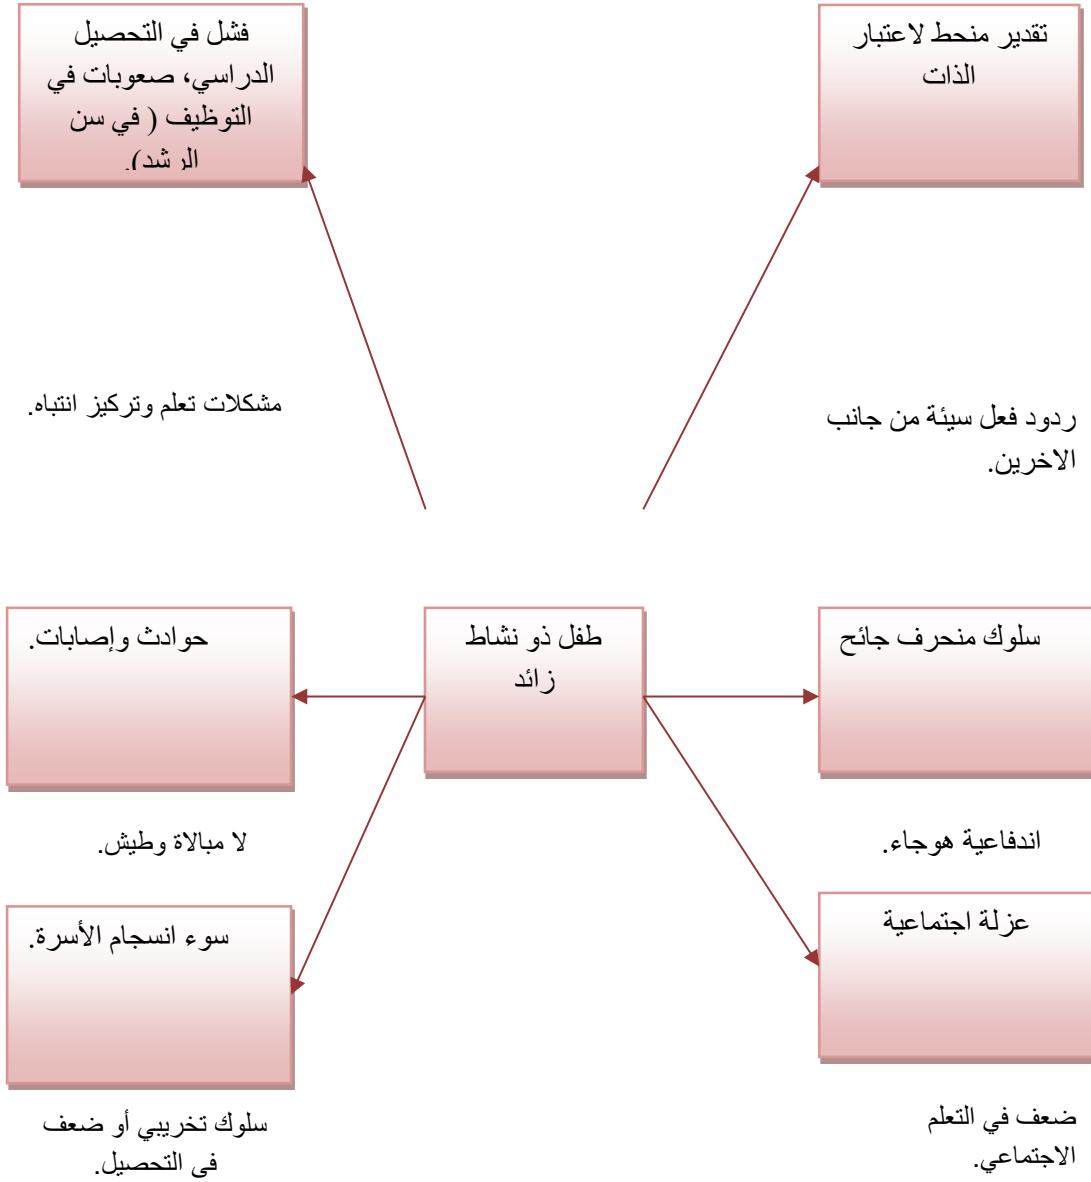 تقدير منحط لاعتبار
الذات
فشل في التحصيل
الدراسي، صعوبات في
التوظيف ( في سن
الرشد).
ردود فعل سيئة من جانب
الاخرين.
مشكلات تعلم وتركيز انتباه.
سلوك منحرف جائح
طفل ذو نشاط
زائد
حوادث وإصابات.
اندفاعية هوجاء.
لا مبالاة وطيش.
عزلة اجتماعية
سوء انسجام الأسرة.
ضعف في التعلم
الاجتماعي.
سلوك تخريبي أو ضعف
في التحصيل.